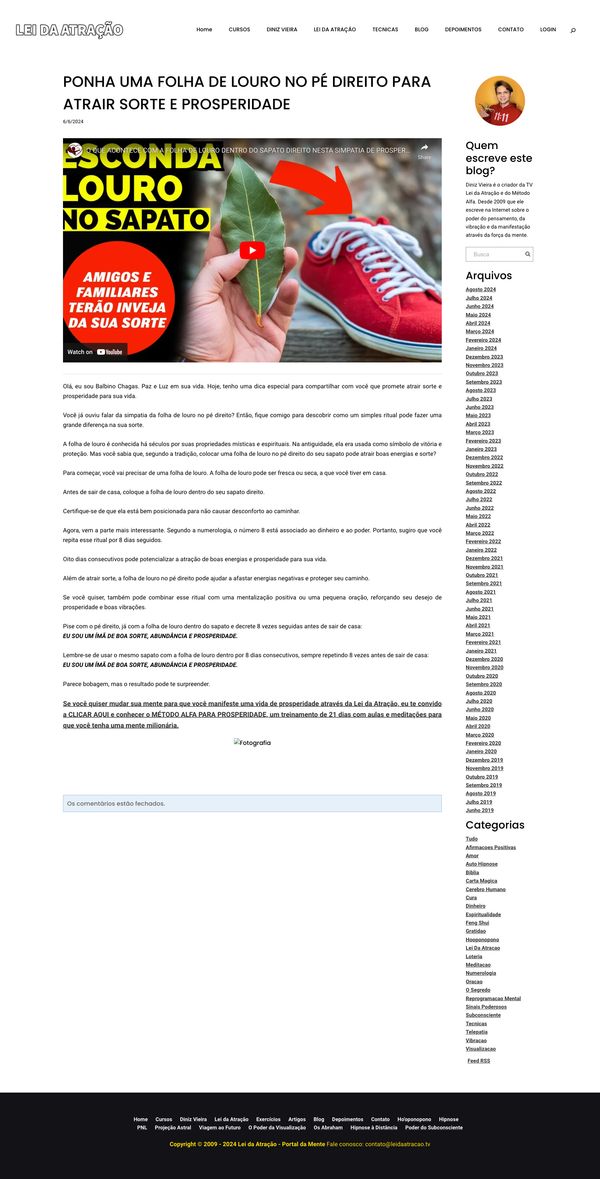 LEI DA ATRAÇÃO
Home CURSOS DINIZ VIEIRA LEI DA ATRAÇÃO TECNICAS BLOG DEPOIMENTOS CONTATO LOGIN
PONHA UMA FOLHA DE LOURO NO PÉ DIREITO PARA
ATRAIR SORTE E PROSPERIDADE
6/8/2024
O QUE ACONTECE COM A FOLHA DE LOURO DENTRO DO SAPATO DIREITO NESTA SIMPATIA DE PROSPER...
Share
ESCONDA
LOURO
NO SAPATO
AMIGOS E
FAMILIARES
TERÃO INVEJA
DA SUA SORTE
Watch on YouTube
Olá, eu sou Balbino Chagas. Paz e Luz em sua vida. Hoje, tenho uma dica especial para compartilhar com você que promete atrair sorte e
prosperidade para sua vida.
Você já ouviu falar da simpatia da folha de louro no pé direito? Então, fique comigo para descobrir como um simples ritual pode fazer uma
grande diferença na sua sorte.
A folha de louro é conhecida há séculos por suas propriedades místicas e espirituais. Na antiguidade, ela era usada como símbolo de vitória e
proteção. Mas você sabia que, segundo a tradição, colocar uma folha de louro no pé direito do seu sapato pode atrair boas energias e sorte?
Para começar, você vai precisar de uma folha de louro. A folha de louro pode ser fresca ou seca, a que você tiver em casa.
Antes de sair de casa, coloque a folha de louro dentro do seu sapato direito.
Certifique-se de que ela está bem posicionada para não causar desconforto ao caminhar.
Agora, vem a parte mais interessante. Segundo a numerologia, o número 8 está associado ao dinheiro e ao poder. Portanto, sugiro que você
repita esse ritual por 8 dias seguidos.
Oito dias consecutivos pode potencializar a atração de boas energias e prosperidade para sua vida.
Além de atrair sorte, a folha de louro no pé direito pode ajudar a afastar energias negativas e proteger seu caminho.
Se você quiser, também pode combinar esse ritual com uma mentalização positiva ou uma pequena oração, reforçando seu desejo de
prosperidade e boas vibrações.
Pise com o pé direito, já com a folha de louro dentro do sapato e decrete 8 vezes seguidas antes de sair de casa:
EU SOU UM ÍMÃ DE BOA SORTE, ABUNDÂNCIA E PROSPERIDADE.
Lembre-se de usar o mesmo sapato com a folha de louro dentro por 8 dias consecutivos, sempre repetindo 8 vezes antes de sair de casa:
EU SOU UM ÍMÃ DE BOA SORTE, ABUNDÂNCIA E PROSPERIDADE.
Parece bobagem, mas o resultado pode te surpreender.
Se você quiser mudar sua mente para que você manifeste uma vida de prosperidade através da Lei da Atração, eu te convido
a CLICAR AQUI e conhecer o MÉTODO ALFA PARA PROSPERIDADE, um treinamento de 21 dias com aulas e meditações para
que você tenha uma mente milionária.
Fotografia
Os comentários estão fechados.
11:11
Quem
escreve este
blog?
Diniz Vieira é o criador da TV
Lei da Atração e do Método
Alfa. Desde 2009 que ele
escreve na Internet sobre o
poder do pensamento, da
vibração e da manifestação
através da força da mente.
Busca
Arquivos
Agosto 2024
Julho 2024
Junho 2024
Maio 2024
Abril 2024
Março 2024
Fevereiro 2024
Janeiro 2024
Dezembro 2023
Novembro 2023
Outubro 2023
Setembro 2023
Agosto 2023
Julho 2023
Junho 2023
Maio 2023
Abril 2023
Março 2023
Fevereiro 2023
Janeiro 2023
Dezembro 2022
Novembro 2022
Outubro 2022
Setembro 2022
Agosto 2022
Julho 2022
Junho 2022
Maio 2022
Abril 2022
Março 2022
Fevereiro 2022
Janeiro 2022
Dezembro 2021
Novembro 2021
Outubro 2021
Setembro 2021
Agosto 2021
Julho 2021
Junho 2021
Maio 2021
Abril 2021
Março 2021
Fevereiro 2021
Janeiro 2021
Dezembro 2020
Novembro 2020
Outubro 2020
Setembro 2020
Agosto 2020
Julho 2020
Junho 2020
Maio 2020
Abril 2020
Março 2020
Fevereiro 2020
Janeiro 2020
Dezembro 2019
Novembro 2019
Outubro 2019
Setembro 2019
Agosto 2019
Julho 2019
Junho 2019
Categorias
Tudo
Afirmacoes Positivas
Amor
Auto Hipnose
Biblia
Carta Magica
Cerebro Humano
Cura
Dinheiro
Espiritualidade
Feng Shui
Gratidao
Hooponopono
Lei Da Atracao
Loteria
Meditacao
Numerologia
Oracao
O Segredo
Reprogramacao Mental
Sinais Poderosos
Subconsciente
Tecnicas
Telepatia
Vibracao
Visualizacao
Feed RSS
Home Cursos Diniz Vieira Lei da Atração Exercícios Artigos Blog Depoimentos Contato Ho'oponopono Hipnose
PNL Projeção Astral Viagem ao Futuro O Poder da Visualização Os Abraham Hipnose à Distância Poder do Subconsciente
Copyright © 2009 - 2024 Lei da Atração - Portal da Mente Fale conosco: contato@leidaatracao.tv